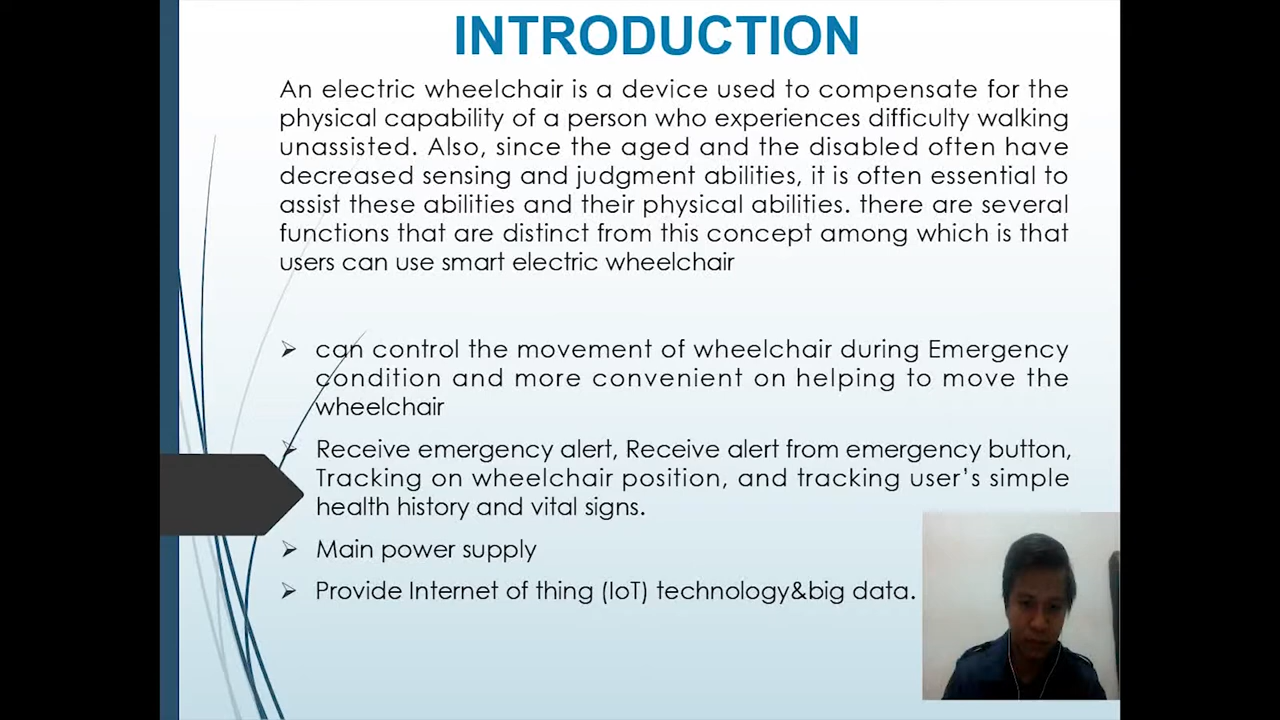 INTRODUCTION
An electric wheelchair is a device used to compensate for the
physical capability of a person who experiences difficulty walking
unassisted. Also, since the aged and the disabled often have
decreased sensing and judgment abilities, it is often essential to
assist these abilities and their physical abilities. there are several
functions that are distinct from this concept among which is that
users can use smart electric wheelchair
can control the movement of wheelchair during Emergency
condition and more convenient on helping to move the
wheelchair
Receive emergency alert, Receive alert from emergency button,
Tracking on wheelchair position, and tracking user's simple
health history and vital signs.
Main power supply
Provide Internet of thing (IoT) technology&big data.